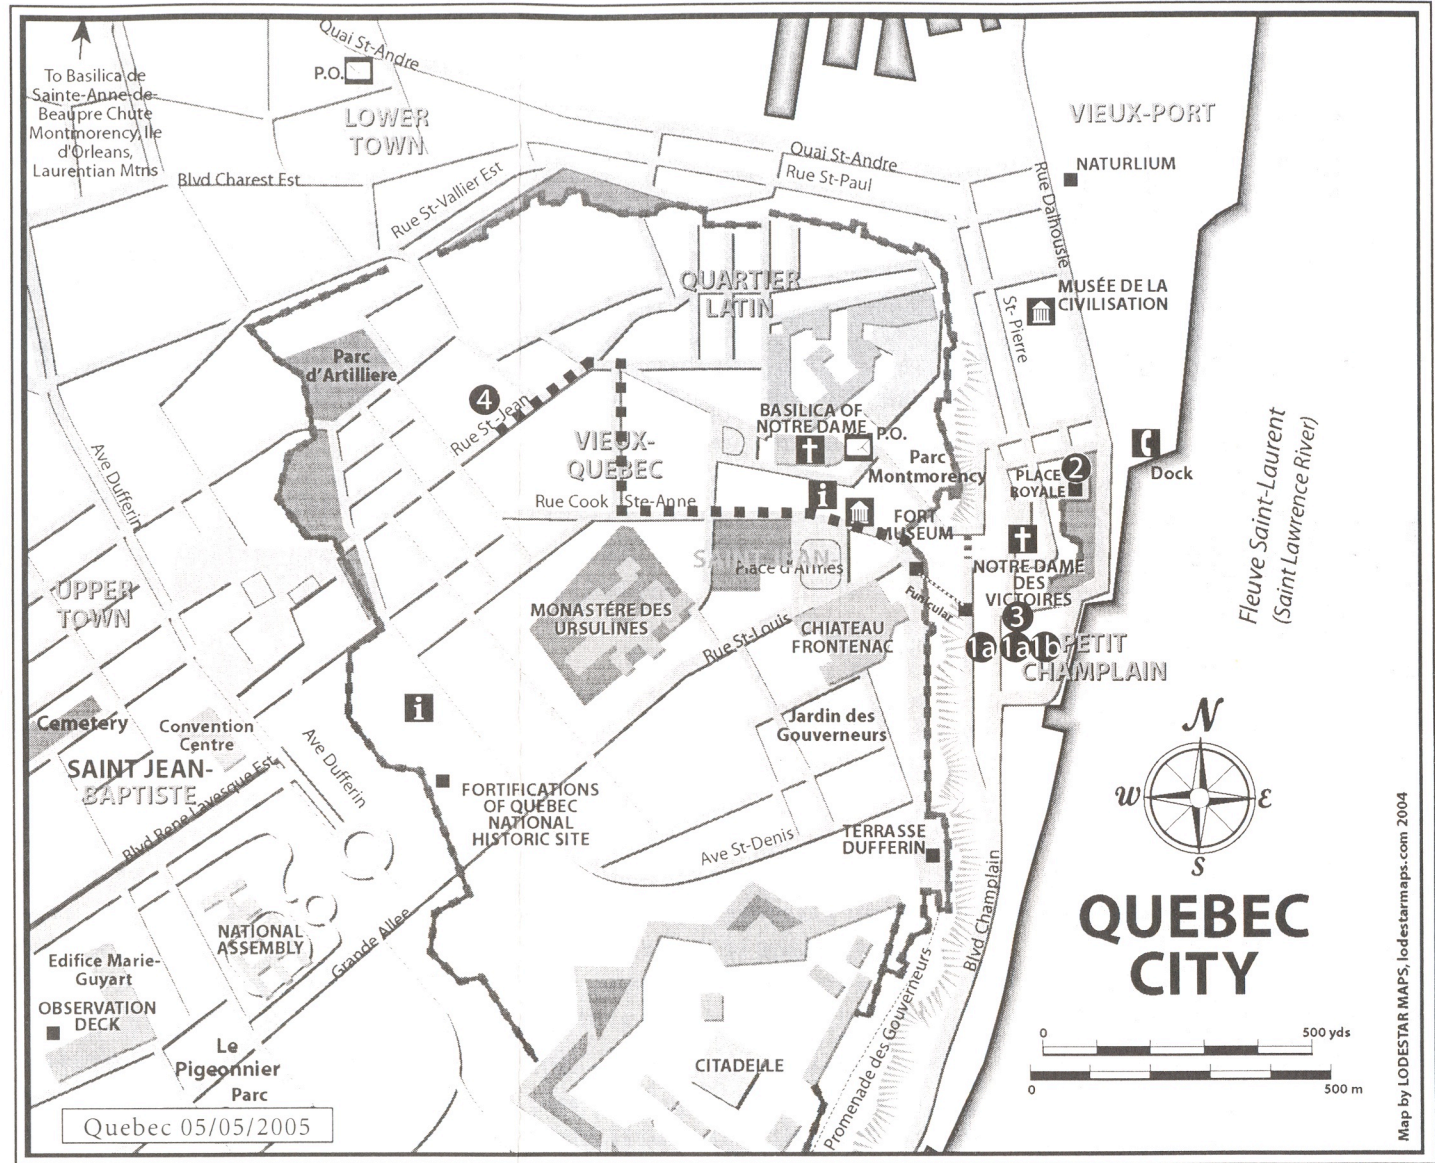 To Basilica de
Sainte-Anne-de-
Beaupre Chute
Montmorency, Ile
d'Orleans,
Laurentian Mtns
Quai St-Andre
P.O.
LOWER
TOWN
VIEUX-PORT
NATURLIUM
Quai St-Andre
Rue St-Paul
Blvd Charest Est
Rue St-Vallier Est
Rue Dalhousie
QUARTIER
LATIN
MUSÉE DE LA
CIVILISATION
St-Pierre
Parc
d'Artilliere
4
Rue St-Jean
BASILICA OF
NOTRE DAME
P.O.
VIEUX-
QUEBEC
Parc
Montmorency
2
PLACE
ROYALE
Dock
Ave Dufferin
Rue Cook
Ste-Anne
i
FORT
MUSEUM
Fleuve Saint-Laurent
(Saint Lawrence River)
SAINT JEAN-
Place d'Armes
NOTRE DAME
DES
VICTOIRES
Funicular
UPPER
TOWN
MONASTÉRE DES
URSULINES
Rue St-Louis
CHIATEAU
FRONTENAC
3
1a
1a
1b
PETIT
CHAMPLAIN
i
Cemetery
Convention
Centre
Jardin des
Gouverneurs
SAINT JEAN-
BAPTISTE
Ave Dufferin
Blvd Rene Lavesque Est
FORTIFICATIONS
OF QUÉBEC
NATIONAL
HISTORIC SITE
N
W
E
S
Ave St-Denis
TERRASSE
DUFFERIN
Blvd Champlain
QUEBEC
CITY
NATIONAL
ASSEMBLY
Grande Allee
Edifice Marie-
Guyart
OBSERVATION
DECK
Le
Pigeonnier
Parc
CITADELLE
Promenade des Gouverneurs
0
500 yds
0
500 m
Quebec 05/05/2005
Map by LODESTAR MAPS, lodestarmaps.com 2004